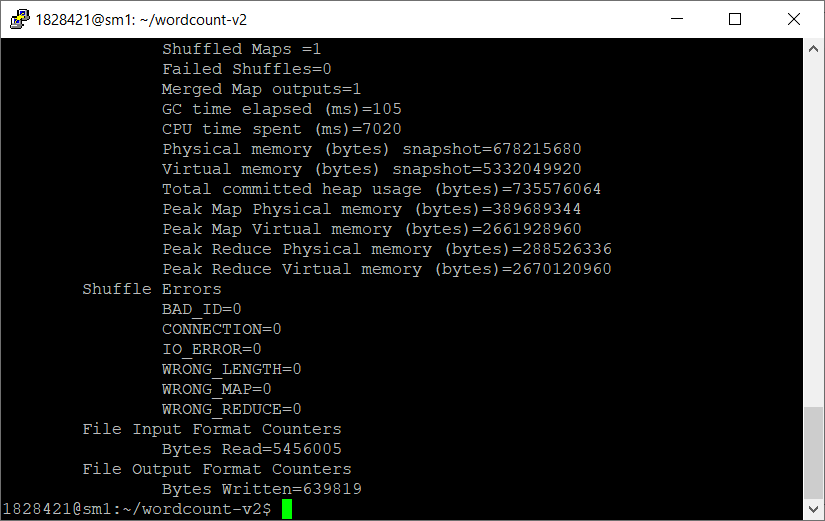 1828421@sm1: ~/wordcount-v2
Shuffled Maps =1
Failed Shuffles=0
Merged Map outputs=1
GC time elapsed (ms)=105
CPU time spent (ms)=7020
Physical memory (bytes) snapshot=678215680
Virtual memory (bytes) snapshot=5332049920
Total committed heap usage (bytes)=735576064
Peak Map Physical memory (bytes)=389689344
Peak Map Virtual memory (bytes)=2661928960
Peak Reduce Physical memory (bytes)=288526336
Peak Reduce Virtual memory (bytes)=2670120960
Shuffle Errors
BAD_ID=0
CONNECTION=0
IO_ERROR=0
WRONG_LENGTH=0
WRONG_MAP=0
WRONG_REDUCE=0
File Input Format Counters
Bytes Read=5456005
File Output Format Counters
Bytes Written=639819
1828421@sm1:~/wordcount-v2$